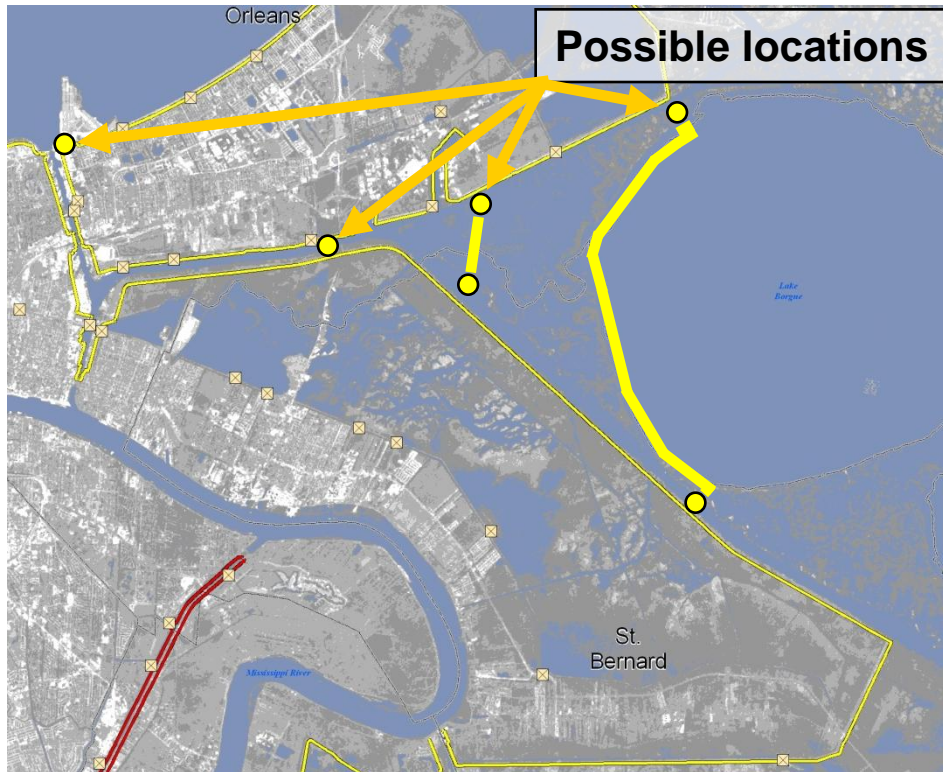 Orleans
Possible locations
Lake
Borgne
St.
Bernard
Mississippi River